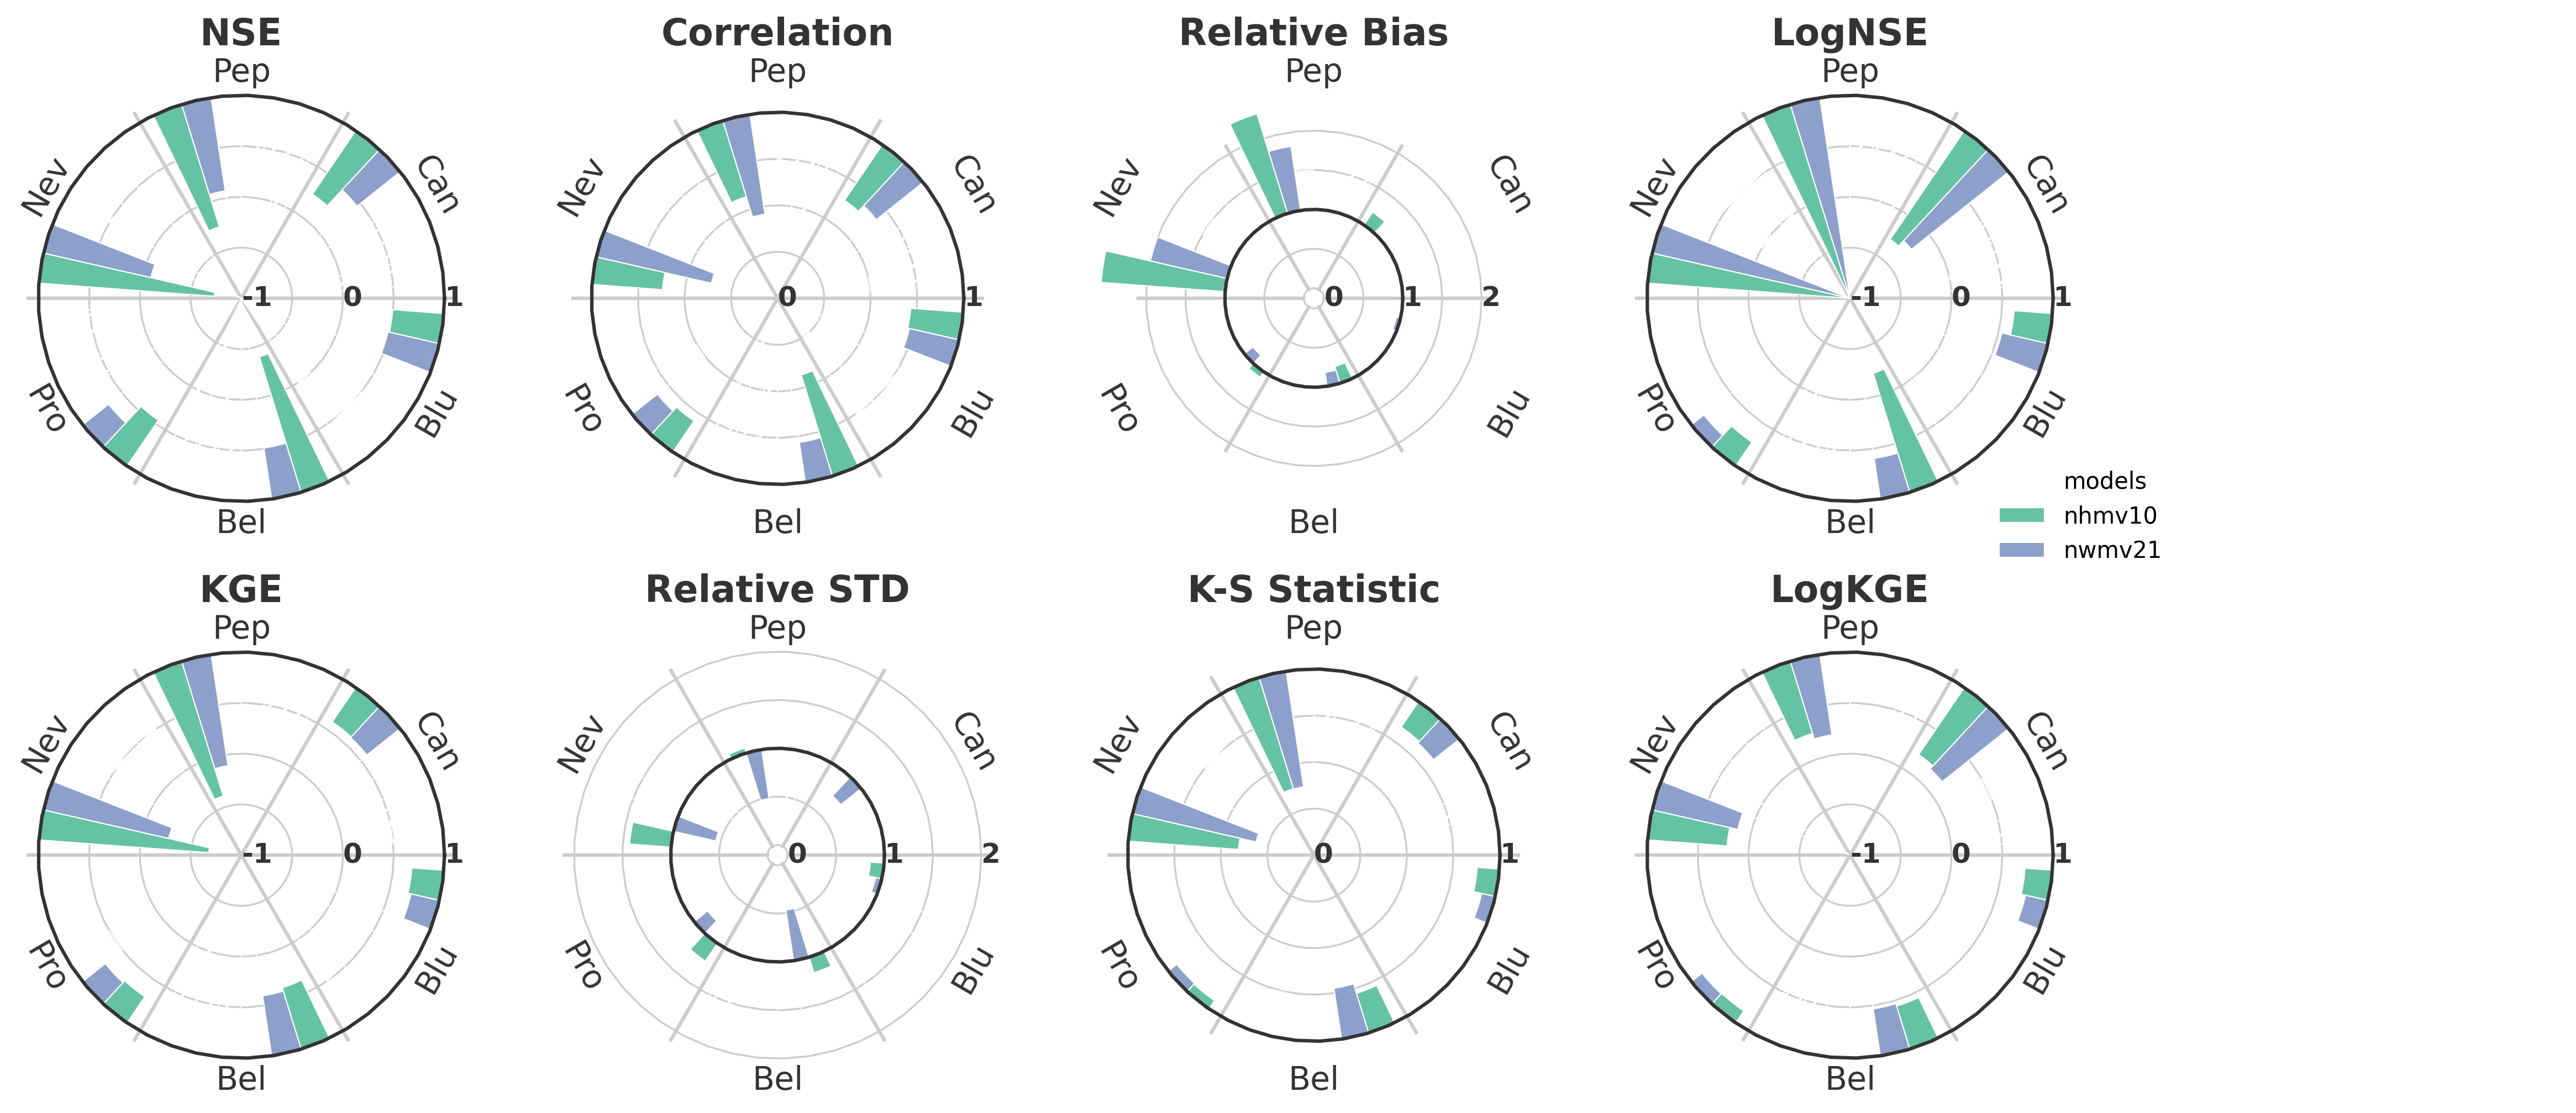 NSE
Pep
Nev
Can
-1
0
1
Pro
Blu
Bel
Correlation
Pep
Nev
Can
0
1
Pro
Blu
Bel
Relative Bias
Pep
Nev
Can
0
1
2
Pro
Blu
Bel
LogNSE
Pep
Nev
Can
-1
0
1
Pro
Blu
Bel
models
nhmv10
nwmv21
KGE
Pep
Nev
Can
-1
0
1
Pro
Blu
Bel
Relative STD
Pep
Nev
Can
0
1
2
Pro
Blu
Bel
K-S Statistic
Pep
Nev
Can
0
1
Pro
Blu
Bel
LogKGE
Pep
Nev
Can
-1
0
1
Pro
Blu
Bel